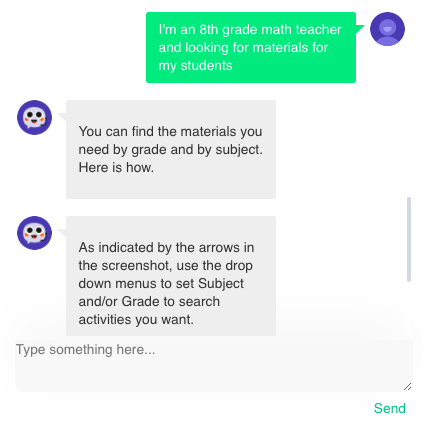 I'm an 8th grade math teacher
and looking for materials for
my students
You can find the materials you
need by grade and by subject.
Here is how.
As indicated by the arrows in
the screenshot, use the drop
down menus to set Subject
and/or Grade to search
activities you want.
Type something here...
Send